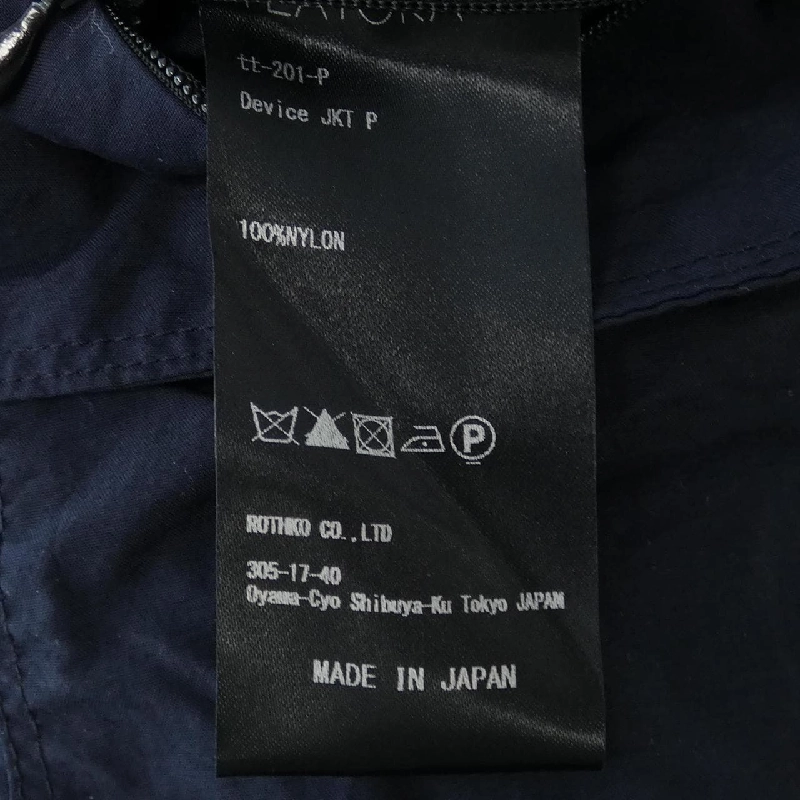 tt-201-P
Device JKT P
100%NYLON
P
ROTHKO CO.,LTD
305-17-40
Oyama-Cyo Shibuya-Ku Tokyo JAPAN
MADE IN JAPAN